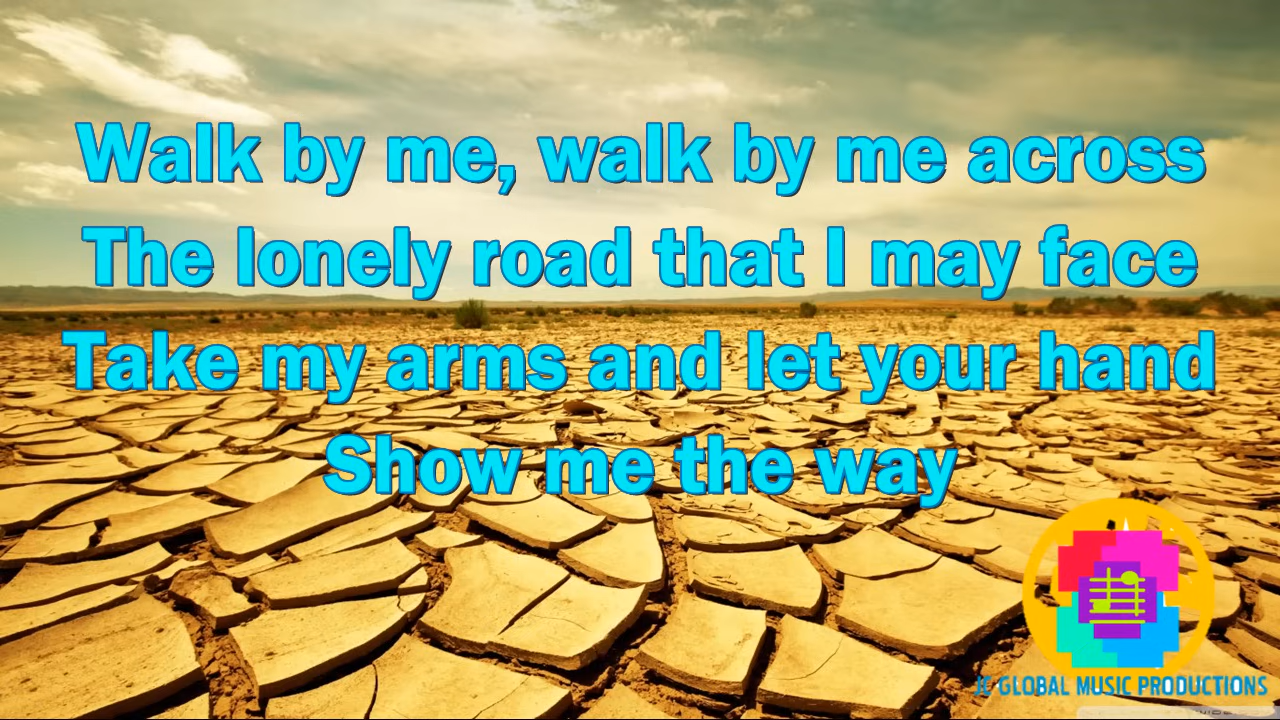 Walk by me, walk by me across
The lonely road that I may face
Take my arms and let your hand
Show me the way
JC GLOBAL MUSIC PRODUCTIONS